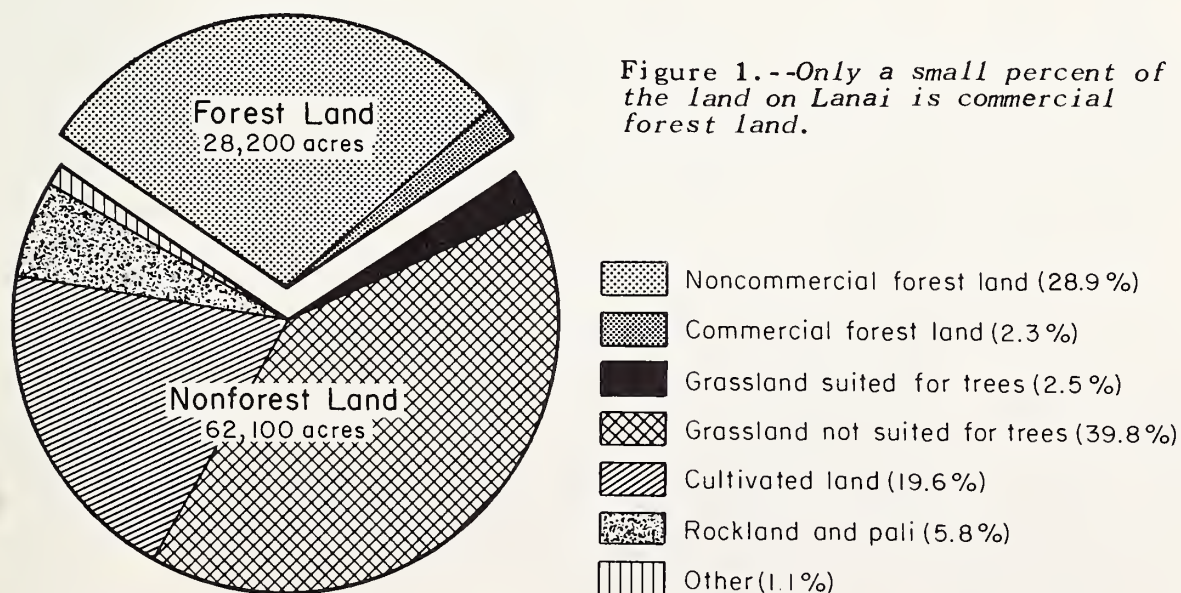 Forest Land
28,200 acres
Nonforest Land
62,100 acres
Figure 1.--Only a small percent of
the land on Lanai is commercial
forest land.
Noncommercial forest land (28.9%)
Commercial forest land (2.3%)
Grassland suited for trees (2.5%)
Grassland not suited for trees (39.8%)
Cultivated land (19.6%)
Rockland and pali (5.8%)
Other (1.1%)